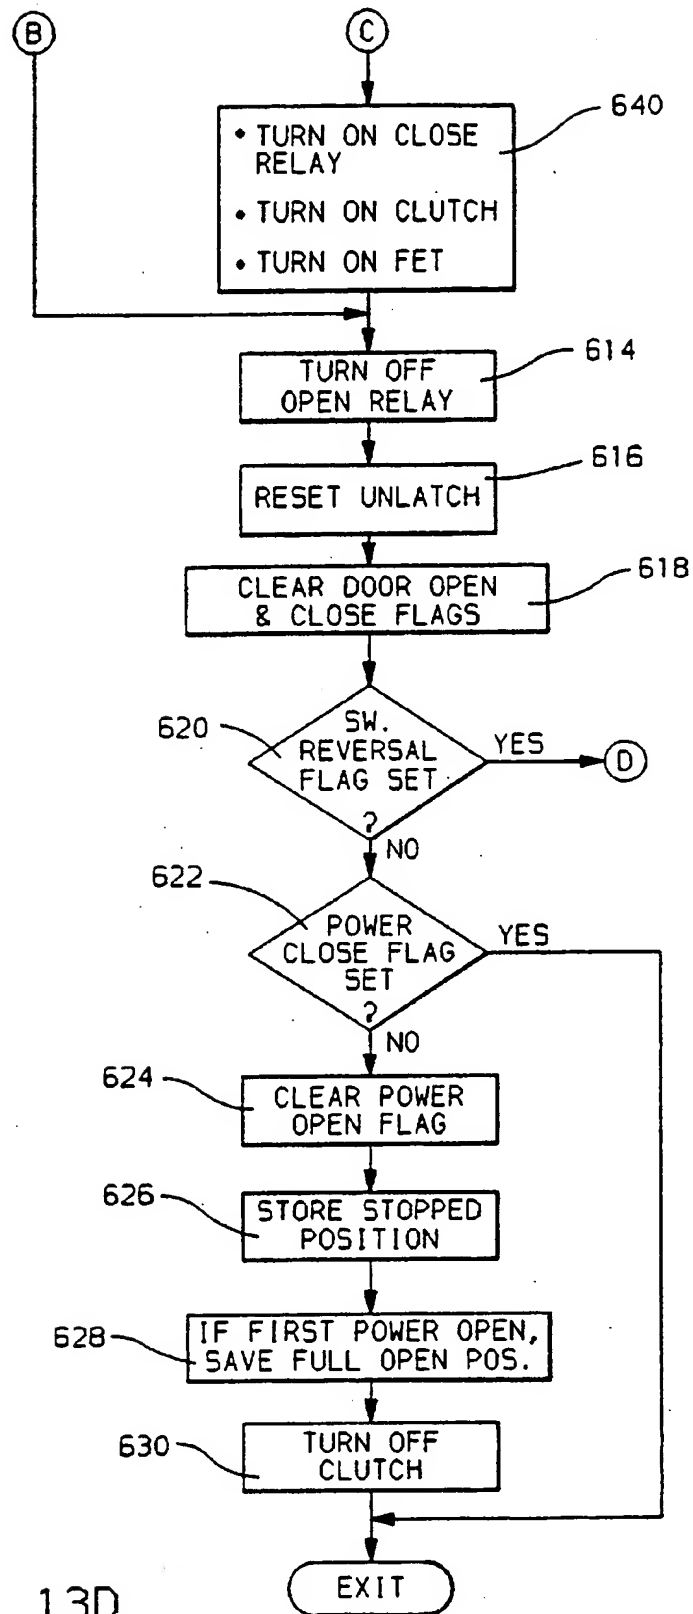 B
C
• TURN ON CLOSE
RELAY
• TURN ON CLUTCH
• TURN ON FET
640
TURN OFF
OPEN RELAY
614
RESET UNLATCH
616
CLEAR DOOR OPEN
& CLOSE FLAGS
618
620
SW.
REVERSAL
FLAG SET
?
YES
D
NO
622
POWER
CLOSE FLAG
SET
?
YES
NO
624
CLEAR POWER
OPEN FLAG
626
STORE STOPPED
POSITION
628
IF FIRST POWER OPEN,
SAVE FULL OPEN POS.
630
TURN OFF
CLUTCH
EXIT
13D